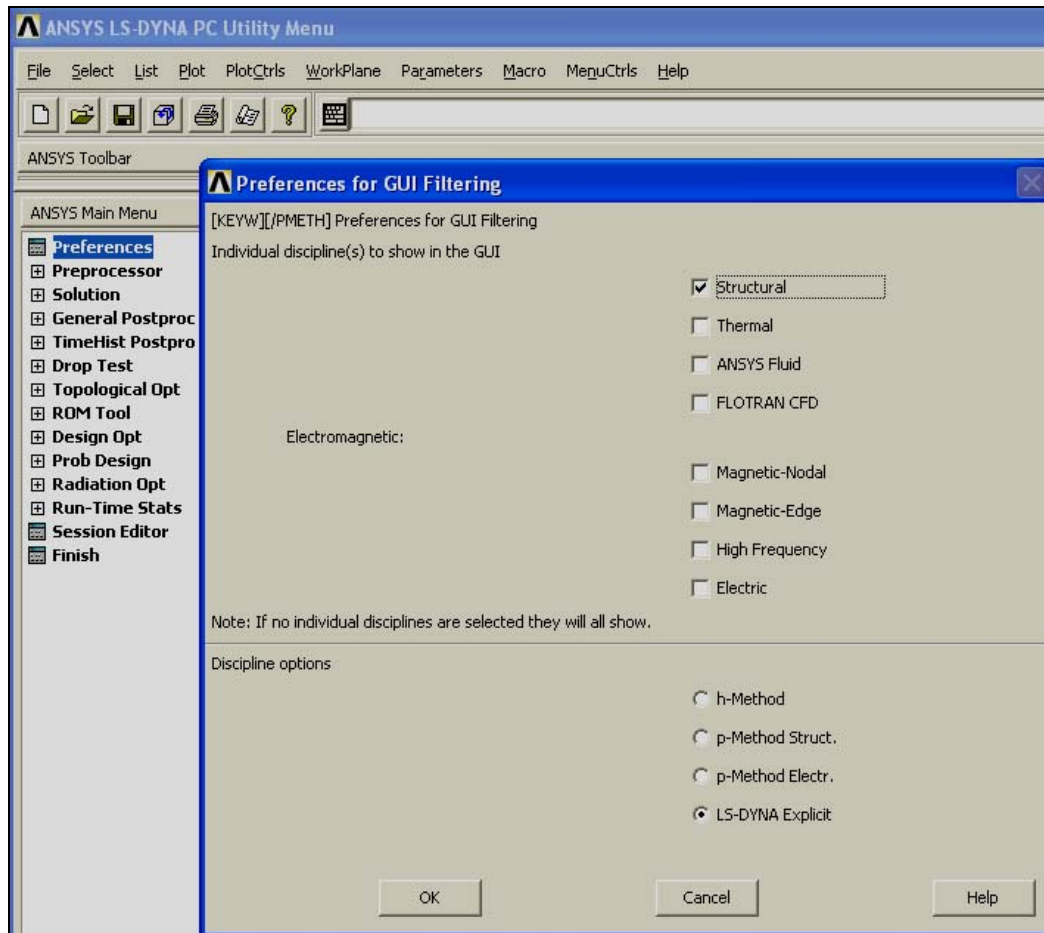 ANSYS LS-DYNA PC Utility Menu
File Select List Plot PlotCtrls WorkPlane Parameters Macro MenuCtrls Help
ANSYS Toolbar
Preferences for GUI Filtering
ANSYS Main Menu
Preferences
Preprocessor
Solution
General Postproc
TimeHist Postpro
Drop Test
Topological Opt
ROM Tool
Design Opt
Prob Design
Radiation Opt
Run-Time Stats
Session Editor
Finish
[KEYW][/PMETH] Preferences for GUI Filtering
Individual discipline(s) to show in the GUI
Structural
Thermal
ANSYS Fluid
FLOTRAN CFD
Electromagnetic:
Magnetic-Nodal
Magnetic-Edge
High Frequency
Electric
Note: If no individual disciplines are selected they will all show.
Discipline options
h-Method
p-Method Struct.
p-Method Electr.
LS-DYNA Explicit
OK Cancel Help